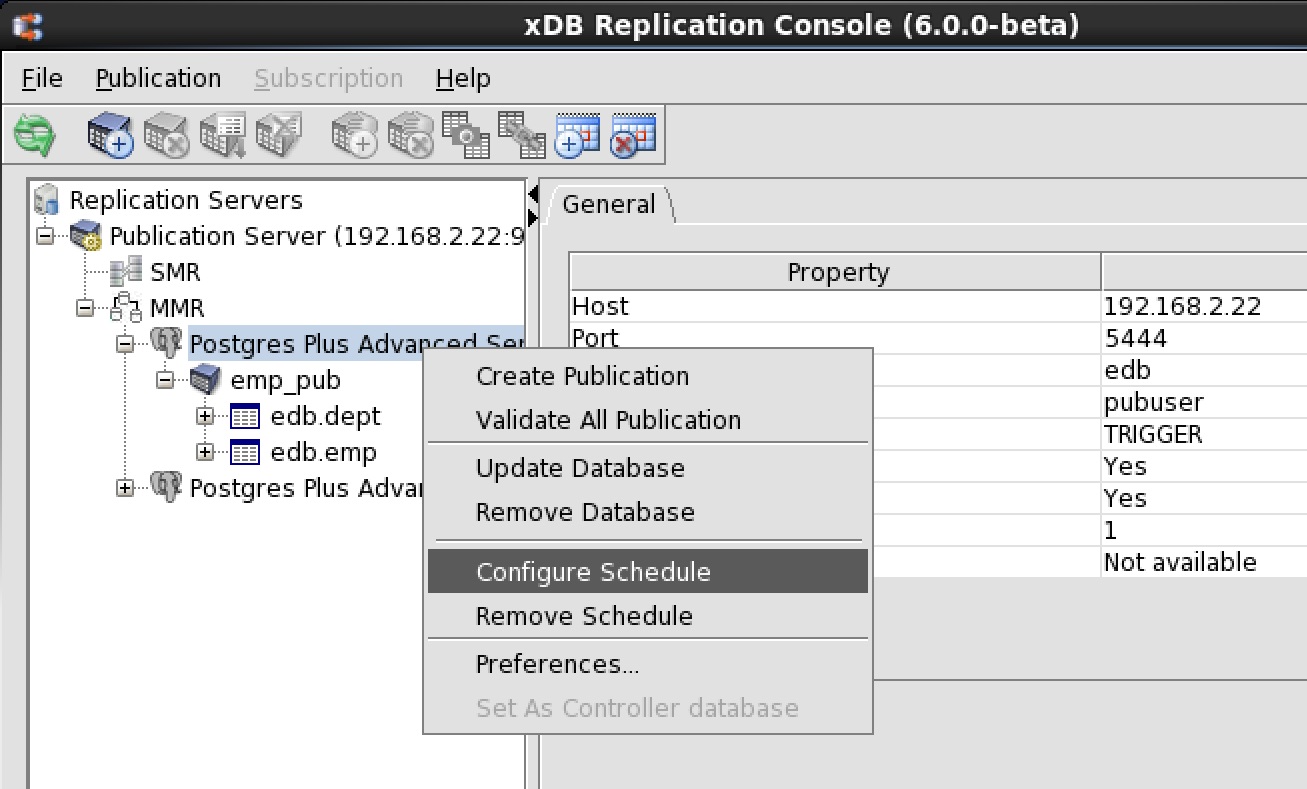 xDB Replication Console (6.0.0-beta)
File Publication Subscription Help
Replication Servers
Publication Server (192.168.2.22:9
SMR
MMR
Postgres Plus Advanced Ser
emp_pub
edb.dept
edb.emp
Postgres Plus Advar
Create Publication
Validate All Publication
Update Database
Remove Database
Configure Schedule
Remove Schedule
Preferences...
Set As Controller database
General
Property
Host 192.168.2.22
Port 5444
edb
pubuser
TRIGGER
Yes
Yes
1
Not available